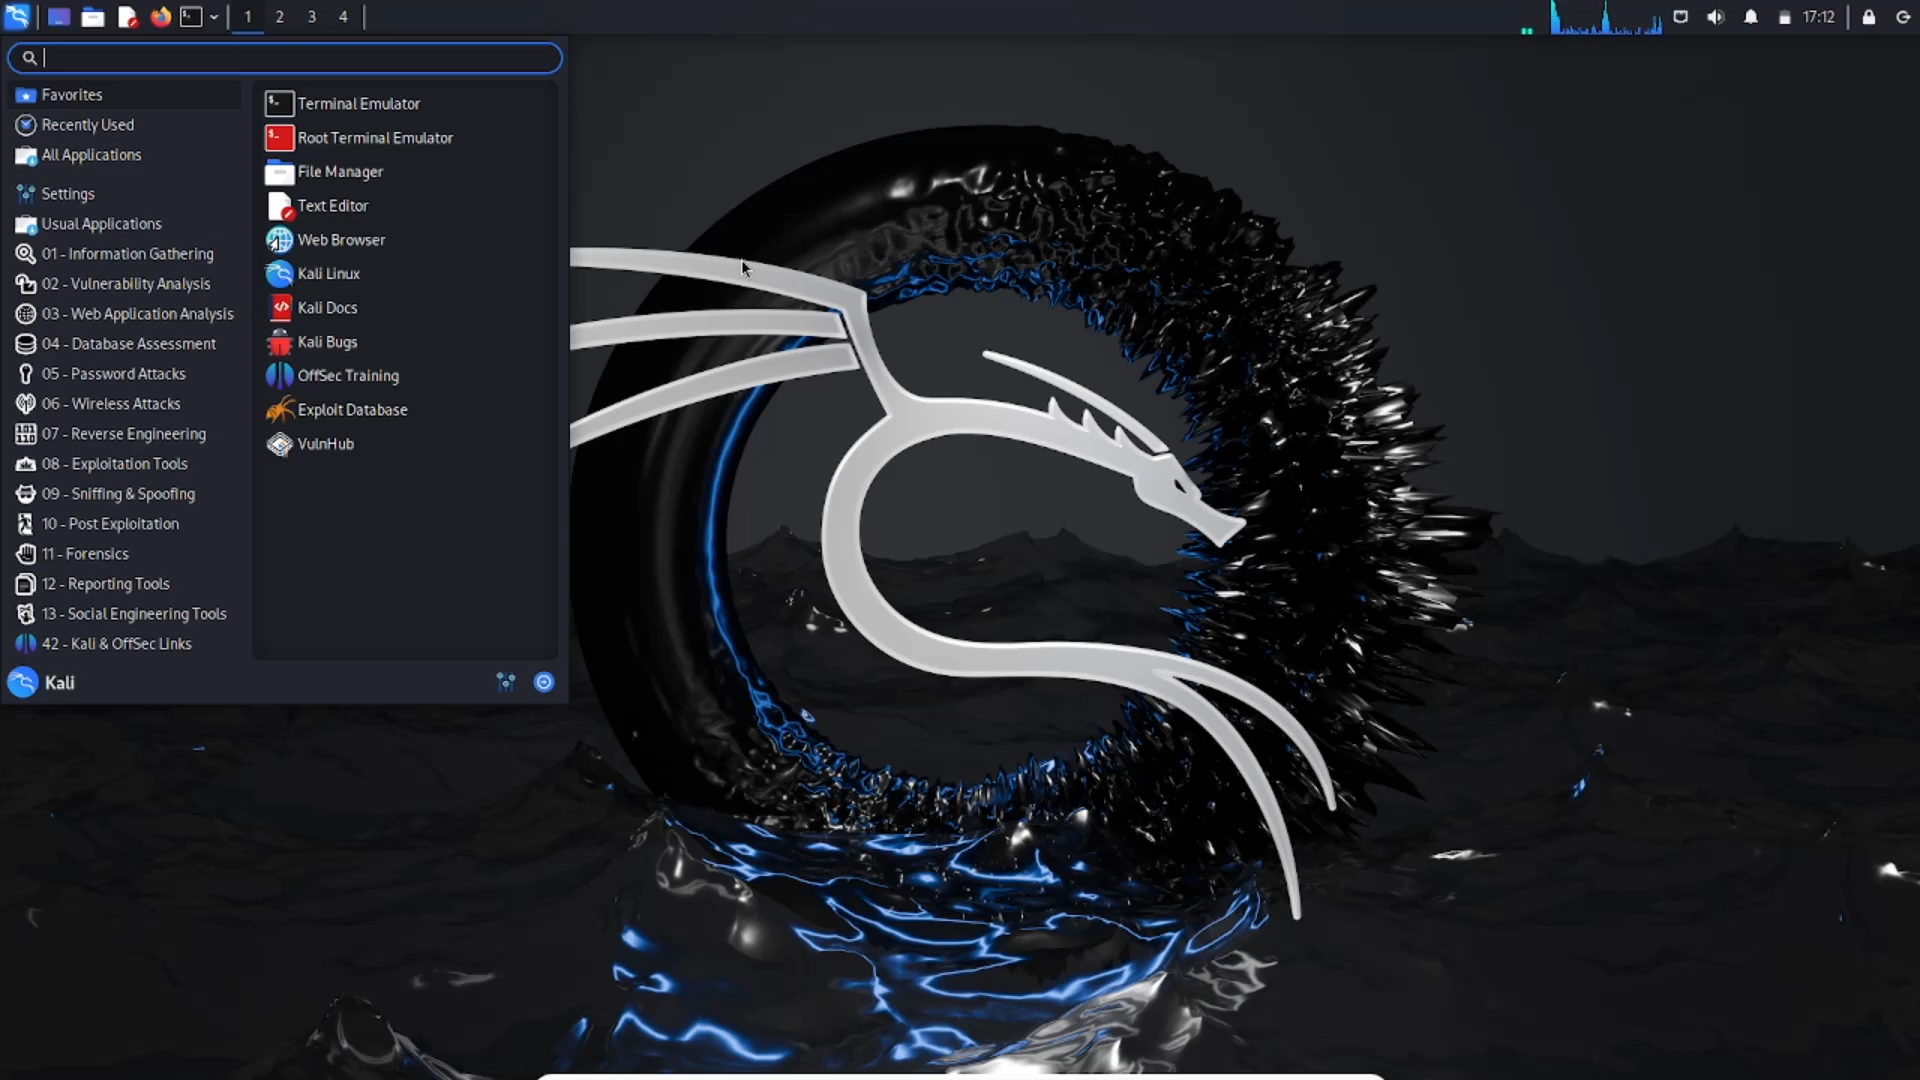 1 2 3 4
17:12
Favorites
Recently Used
All Applications
Settings
Usual Applications
01 - Information Gathering
02 - Vulnerability Analysis
03 - Web Application Analysis
04 - Database Assessment
05 - Password Attacks
06 - Wireless Attacks
07 - Reverse Engineering
08 - Exploitation Tools
09 - Sniffing & Spoofing
10 - Post Exploitation
11 - Forensics
12 - Reporting Tools
13 - Social Engineering Tools
42 - Kali & OffSec Links
Terminal Emulator
Root Terminal Emulator
File Manager
Text Editor
Web Browser
Kali Linux
Kali Docs
Kali Bugs
OffSec Training
Exploit Database
VulnHub
Kali